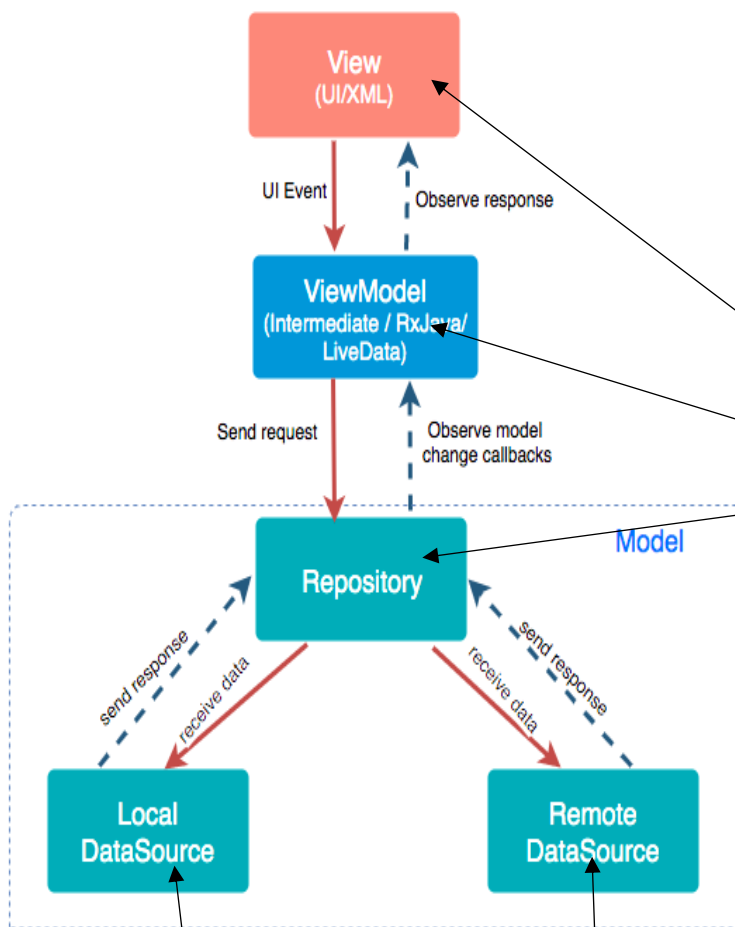 View
(UI/XML)
UI Event
Observe response
ViewModel
(Intermediate / RxJava/
LiveData)
Send request
Observe model
change callbacks
Model
Repository
send response
receive data
receive data
send response
Local
DataSource
Remote
DataSource